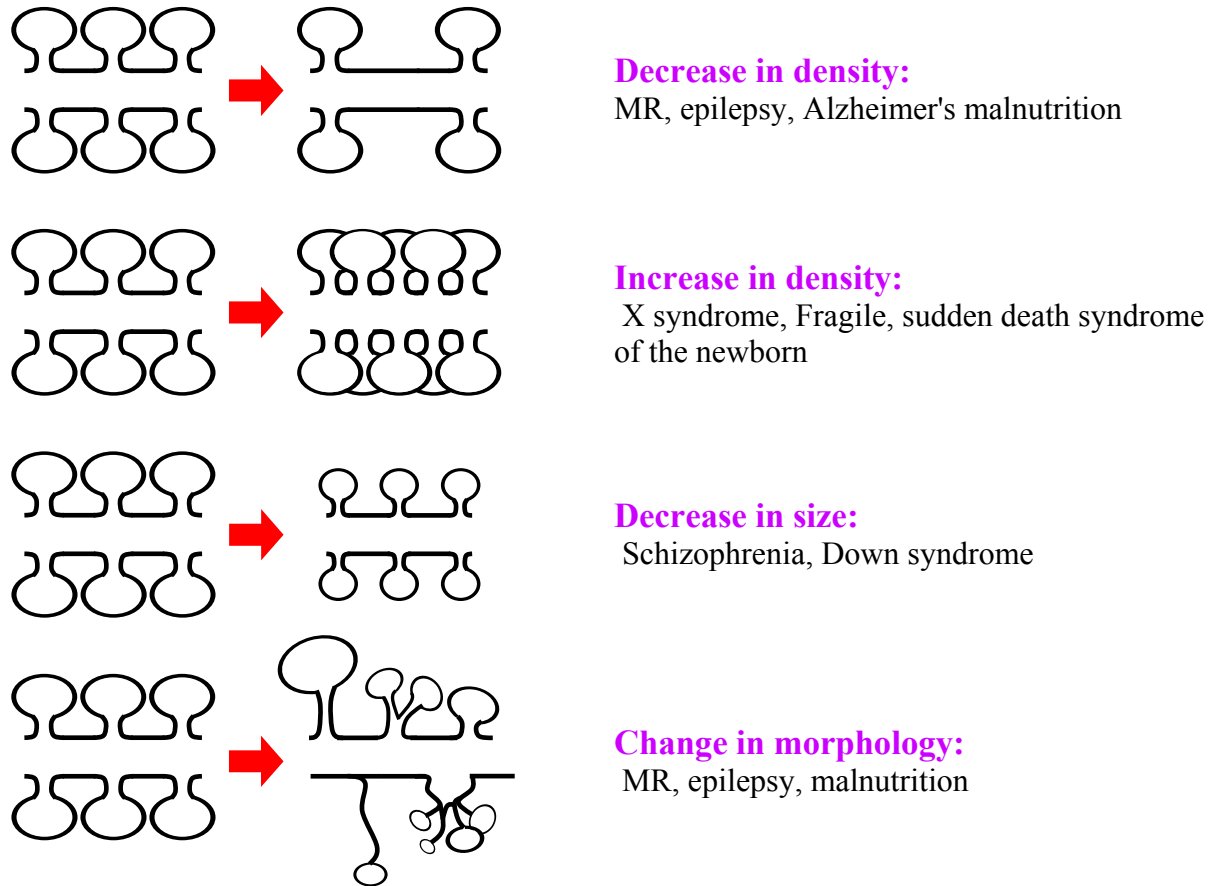 Decrease in density:
MR, epilepsy, Alzheimer's malnutrition
Increase in density:
X syndrome, Fragile, sudden death syndrome
of the newborn
Decrease in size:
Schizophrenia, Down syndrome
Change in morphology:
MR, epilepsy, malnutrition